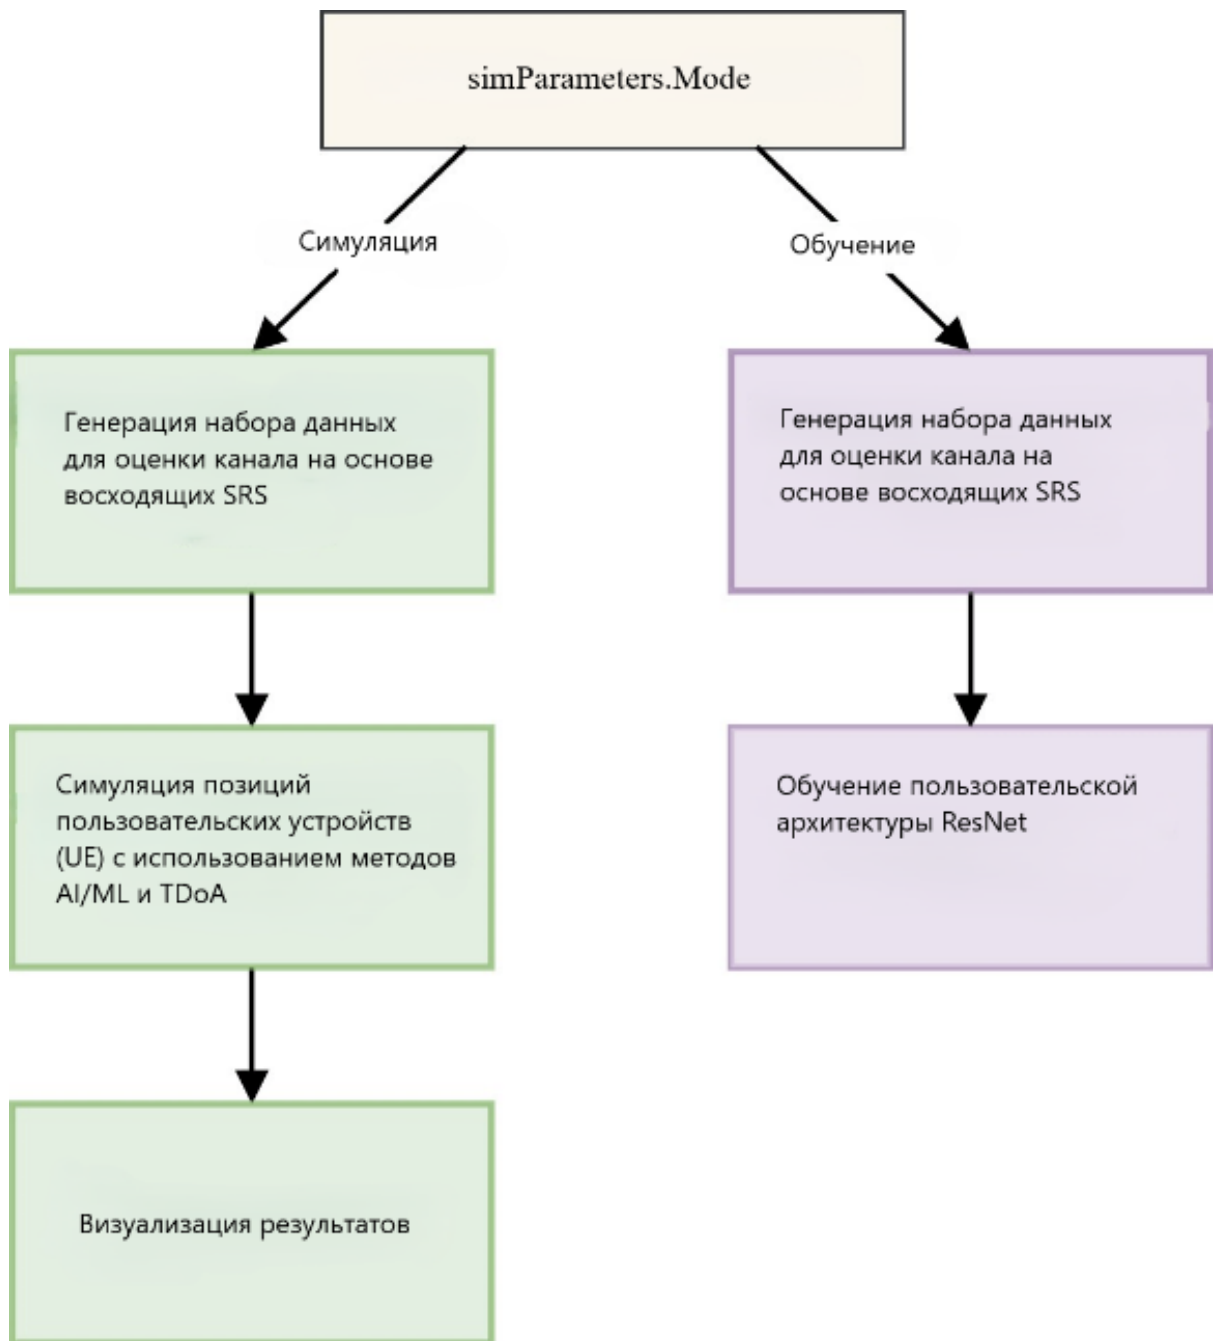 simParameters.Mode
Симуляция
Обучение
Генерация набора данных
для оценки канала на основе
восходящих SRS
Генерация набора данных
для оценки канала на
основе восходящих SRS
Симуляция позиций
пользовательских устройств
(UE) с использованием методов
AI/ML и TDoA
Обучение пользовательской
архитектуры ResNet
Визуализация результатов